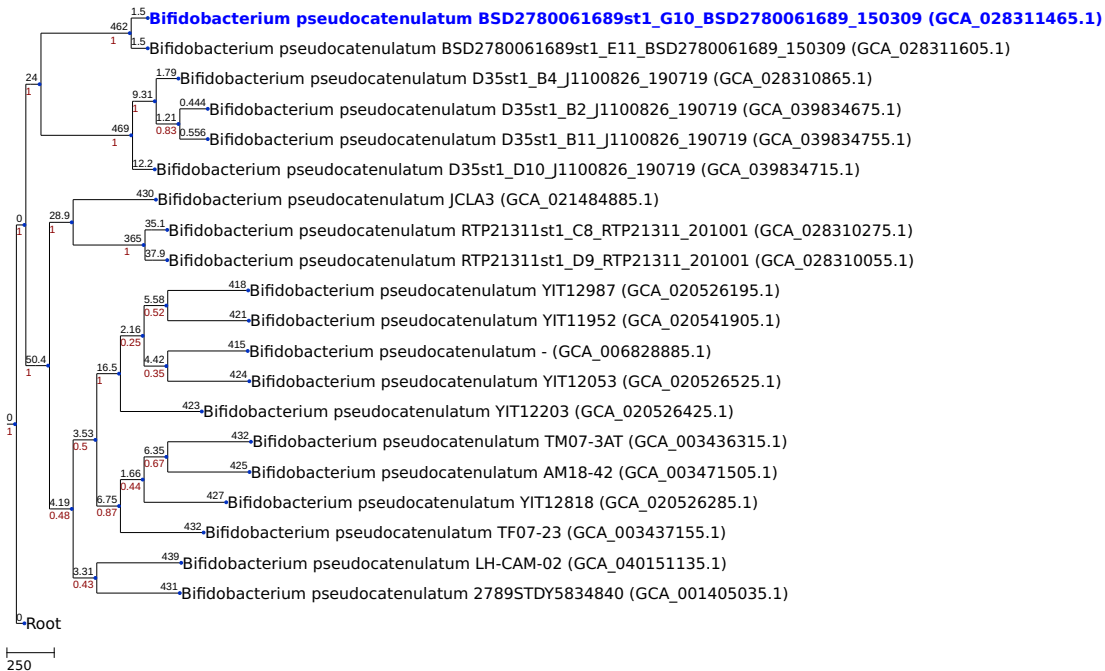 1.5
Bifidobacterium pseudocatenulatum BSD2780061689st1_G10_BSD2780061689_150309 (GCA_028311465.1)
462
1
1.5
Bifidobacterium pseudocatenulatum BSD2780061689st1_E11_BSD2780061689_150309 (GCA_028311605.1)
24
1
1.79
Bifidobacterium pseudocatenulatum D35st1_B4_J1100826_190719 (GCA_028310865.1)
9.31
1
0.444
Bifidobacterium pseudocatenulatum D35st1_B2_J1100826_190719 (GCA_039834675.1)
1.21
0.83
0.556
Bifidobacterium pseudocatenulatum D35st1_B11_J1100826_190719 (GCA_039834755.1)
469
1
12.2
Bifidobacterium pseudocatenulatum D35st1_D10_J1100826_190719 (GCA_039834715.1)
430
Bifidobacterium pseudocatenulatum JCLA3 (GCA_021484885.1)
0
1
28.9
1
35.1
Bifidobacterium pseudocatenulatum RTP21311st1_C8_RTP21311_201001 (GCA_028310275.1)
365
1
37.9
Bifidobacterium pseudocatenulatum RTP21311st1_D9_RTP21311_201001 (GCA_028310055.1)
418
Bifidobacterium pseudocatenulatum YIT12987 (GCA_020526195.1)
5.58
0.52
421
Bifidobacterium pseudocatenulatum YIT11952 (GCA_020541905.1)
2.16
0.25
415
Bifidobacterium pseudocatenulatum - (GCA_006828885.1)
4.42
0.35
424
Bifidobacterium pseudocatenulatum YIT12053 (GCA_020526525.1)
50.4
1
16.5
1
423
Bifidobacterium pseudocatenulatum YIT12203 (GCA_020526425.1)
0
1
3.53
0.5
432
Bifidobacterium pseudocatenulatum TM07-3AT (GCA_003436315.1)
6.35
0.67
425
Bifidobacterium pseudocatenulatum AM18-42 (GCA_003471505.1)
1.66
0.44
427
Bifidobacterium pseudocatenulatum YIT12818 (GCA_020526285.1)
4.19
0.48
6.75
0.87
432
Bifidobacterium pseudocatenulatum TF07-23 (GCA_003437155.1)
439
Bifidobacterium pseudocatenulatum LH-CAM-02 (GCA_040151135.1)
3.31
0.43
431
Bifidobacterium pseudocatenulatum 2789STDY5834840 (GCA_001405035.1)
0
Root
250